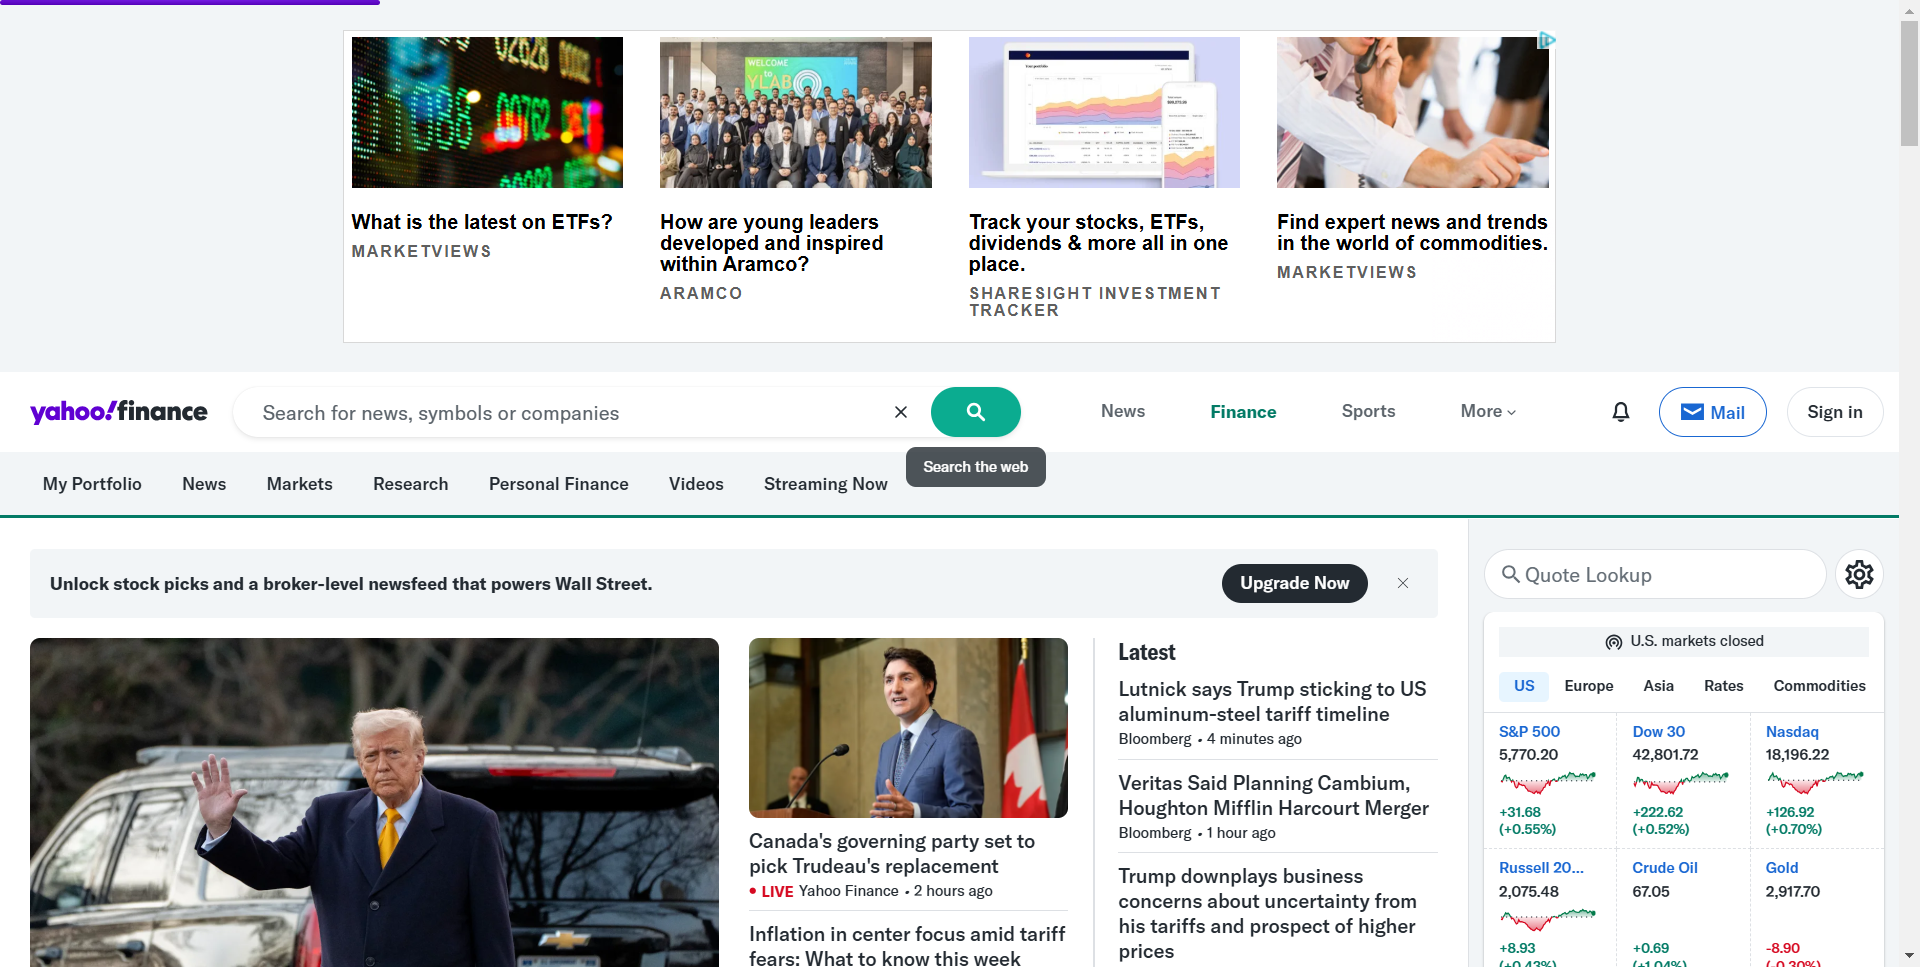 WELCOME
to
YLAB
What is the latest on ETFs?
MARKETVIEWS
How are young leaders
developed and inspired
within Aramco?
ARAMCO
Track your stocks, ETFs,
dividends & more all in one
place.
SHARESIGHT INVESTMENT
TRACKER
Find expert news and trends
in the world of commodities.
MARKETVIEWS
yahoo!finance
Search for news, symbols or companies
News
Finance
Sports
More
Mail
Sign in
Search the web
My Portfolio
News
Markets
Research
Personal Finance
Videos
Streaming Now
Unlock stock picks and a broker-level newsfeed that powers Wall Street.
Upgrade Now
Quote Lookup
U.S. markets closed
US
Europe
Asia
Rates
Commodities
S&P 500
5,770.20
+31.68
(+0.55%)
Dow 30
42,801.72
+222.62
(+0.52%)
Nasdaq
18,196.22
+126.92
(+0.70%)
Russell 20...
2,075.48
+8.93
(+0.43%)
Crude Oil
67.05
+0.69
(+1.04%)
Gold
2,917.70
-8.90
(-0.30%)
Canada's governing party set to
pick Trudeau's replacement
• LIVE Yahoo Finance • 2 hours ago
Inflation in center focus amid tariff
fears: What to know this week
Latest
Lutnick says Trump sticking to US
aluminum-steel tariff timeline
Bloomberg • 4 minutes ago
Veritas Said Planning Cambium,
Houghton Mifflin Harcourt Merger
Bloomberg • 1 hour ago
Trump downplays business
concerns about uncertainty from
his tariffs and prospect of higher
prices